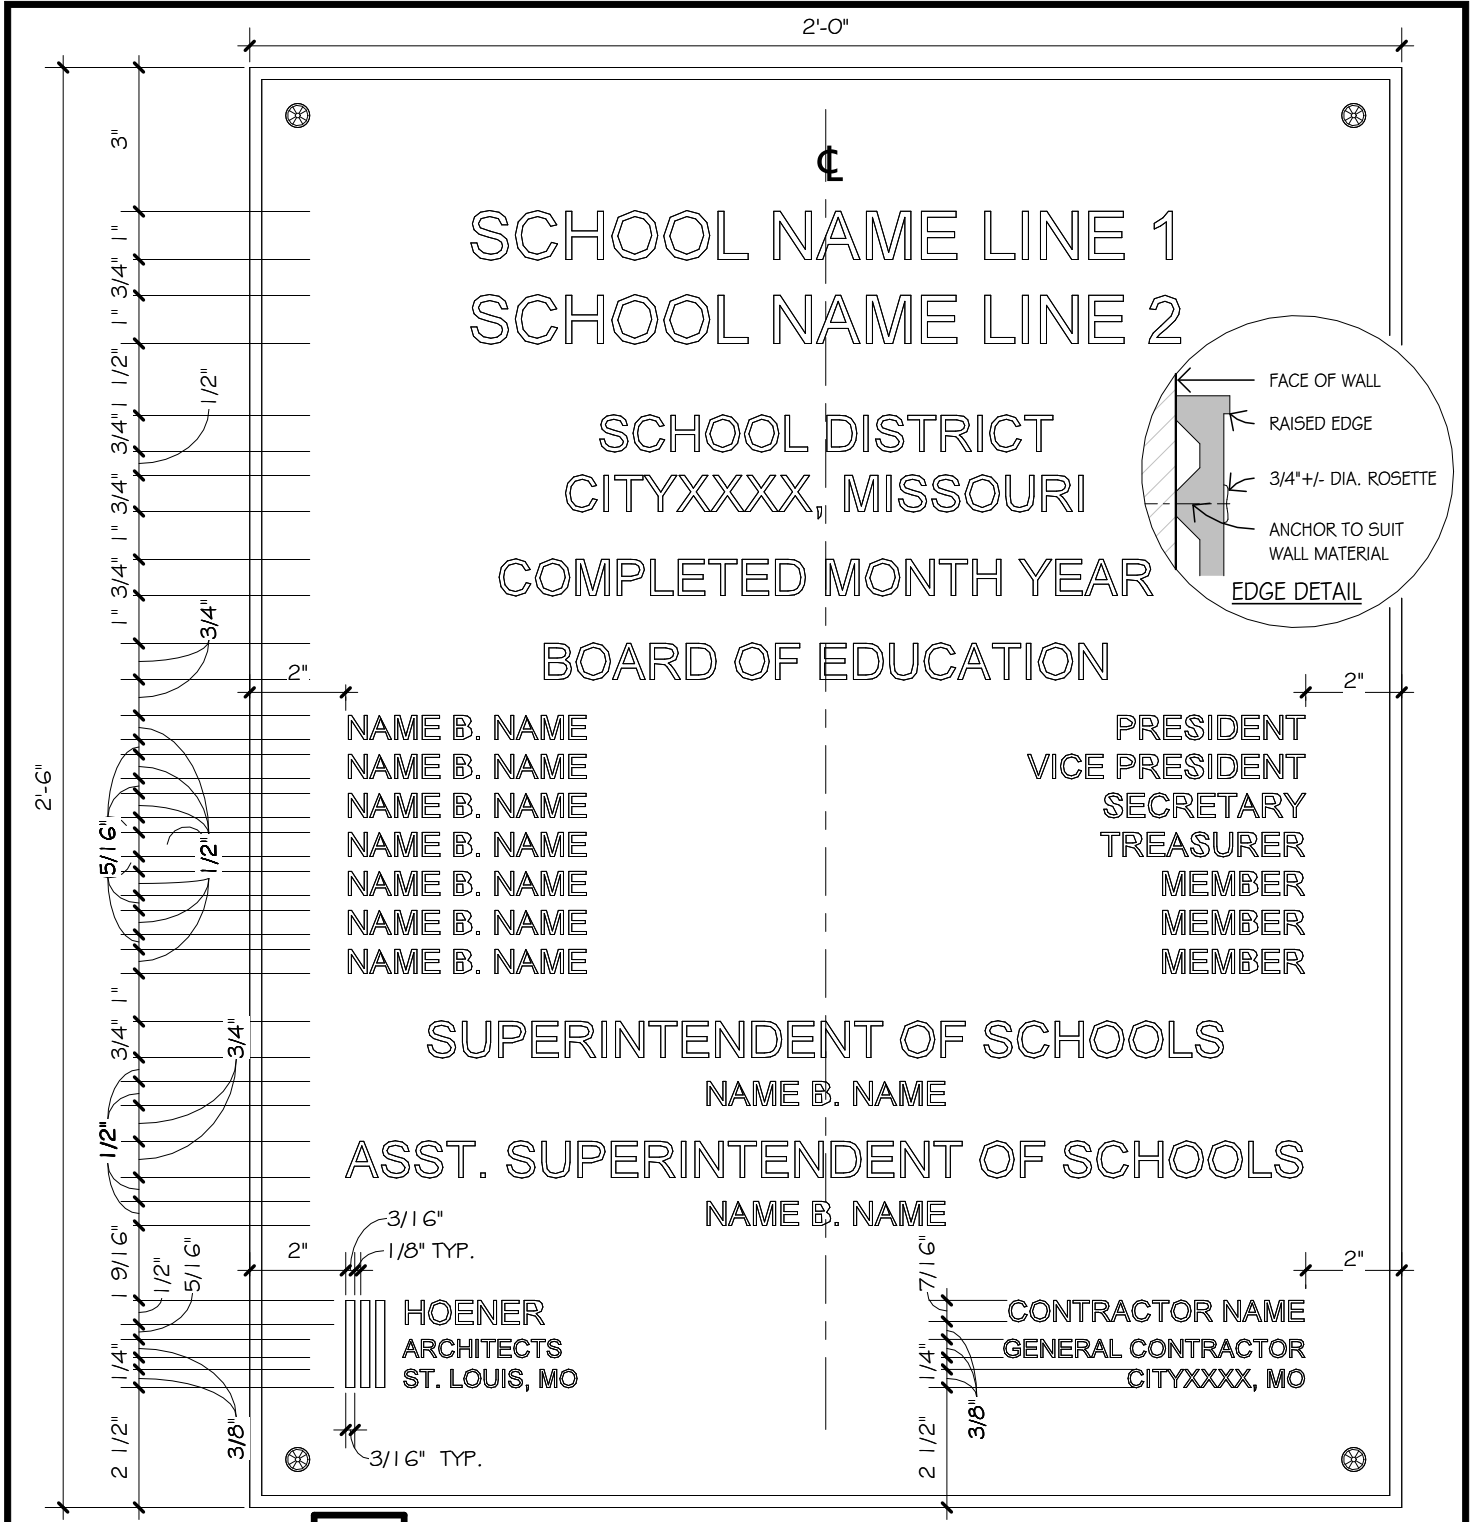 2'-0"
3"
℄
1"
SCHOOL NAME LINE 1
3/4"
1"
SCHOOL NAME LINE 2
1 1/2"
1/2"
FACE OF WALL
3/4"
SCHOOL DISTRICT
RAISED EDGE
3/4"
CITYXXXX, MISSOURI
3/4"+/- DIA. ROSETTE
1"
ANCHOR TO SUIT
WALL MATERIAL
3/4"
COMPLETED MONTH YEAR
EDGE DETAIL
1"
3/4"
BOARD OF EDUCATION
2"
2"
NAME B. NAME PRESIDENT
NAME B. NAME VICE PRESIDENT
2'-6"
NAME B. NAME SECRETARY
5/16"
1/2"
NAME B. NAME TREASURER
NAME B. NAME MEMBER
NAME B. NAME MEMBER
NAME B. NAME MEMBER
1"
3/4"
3/4"
SUPERINTENDENT OF SCHOOLS
NAME B. NAME
1/2"
ASST. SUPERINTENDENT OF SCHOOLS
NAME B. NAME
3/16"
1 9/16"
1/2"
5/16"
2"
1/8" TYP.
7/16"
2"
HOENER
CONTRACTOR NAME
ARCHITECTS
GENERAL CONTRACTOR
1/4"
1/4"
ST. LOUIS, MO
CITYXXXX, MO
3/8"
3/8"
2 1/2"
3/16" TYP.
2 1/2"